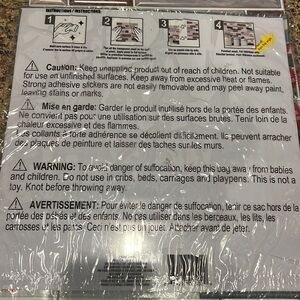 INSTRUCTIONS / INSTRUCTIONS:
1 2 3 4
⚠ Caution: Keep unapplied product out of reach of children. Not suitable
for use on unfinished surfaces. Keep away from excessive heat or flames.
Strong adhesive stickers are not easily removable and may peel away paint,
leaving stains or marks.
⚠ Mise en garde: Garder le produit inutilisé hors de la portée des enfants.
Ne convient pas pour une utilisation sur des surfaces brutes. Tenir loin de la
chaleur excessive et des flammes.
Les collants à forte adhérence se décollent difficilement. Ils peuvent arracher
des plaques de peinture et laisser des taches sur les murs.
⚠ WARNING: To avoid danger of suffocation, keep this bag away from babies
and children. Do not use in cribs, beds, carriages and playpens. This is not a
toy. Knot before throwing away.
⚠ AVERTISSEMENT: Pour éviter le danger de suffocation, tenir ce sac hors de la
portée des bébés et des enfants. Ne pas utiliser dans les berceaux, les lits, les
carrosses et les parcs. Ceci n'est pas un jouet. Attacher avant de jeter.